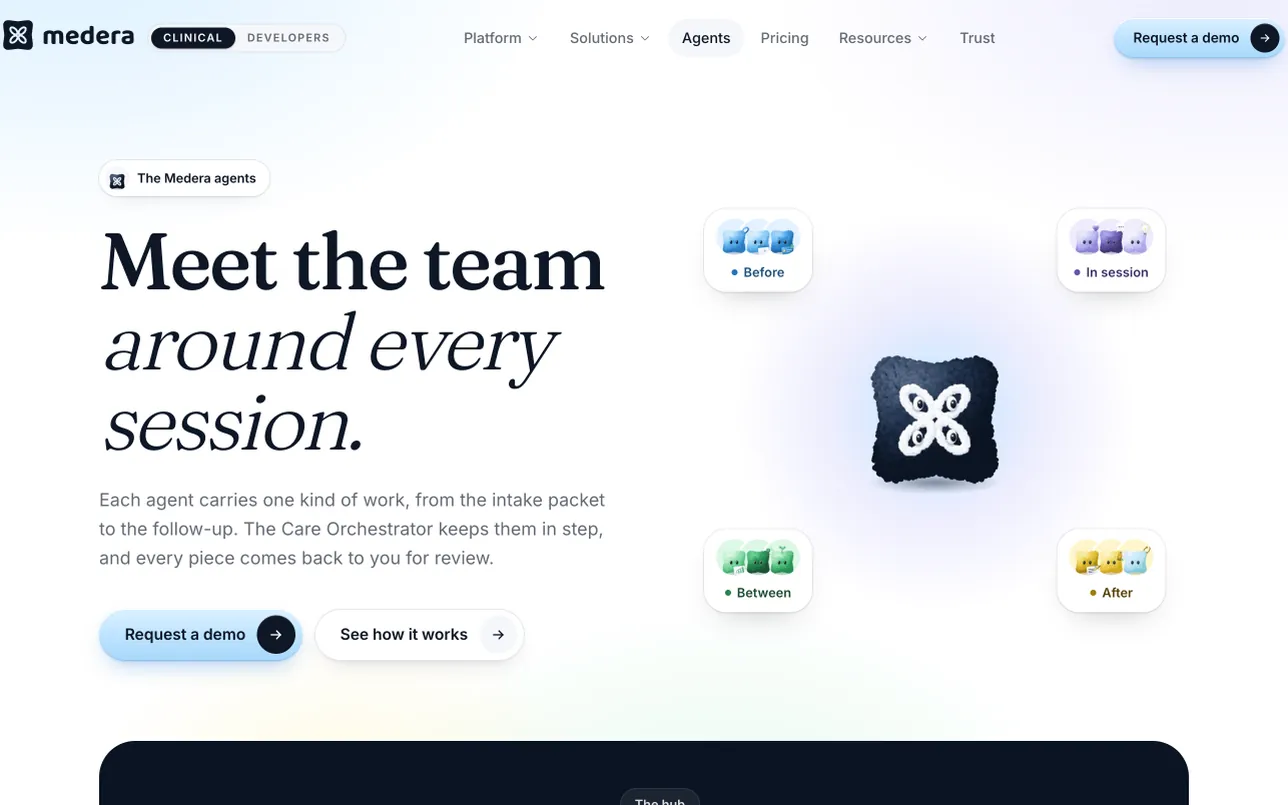 medera
CLINICAL
DEVELOPERS
Platform
Solutions
Agents
Pricing
Resources
Trust
Request a demo
The Medera agents
Meet the team
around every
session.
Each agent carries one kind of work, from the intake packet
to the follow-up. The Care Orchestrator keeps them in step,
and every piece comes back to you for review.
Request a demo
See how it works
Before
In session
Between
After
The hub